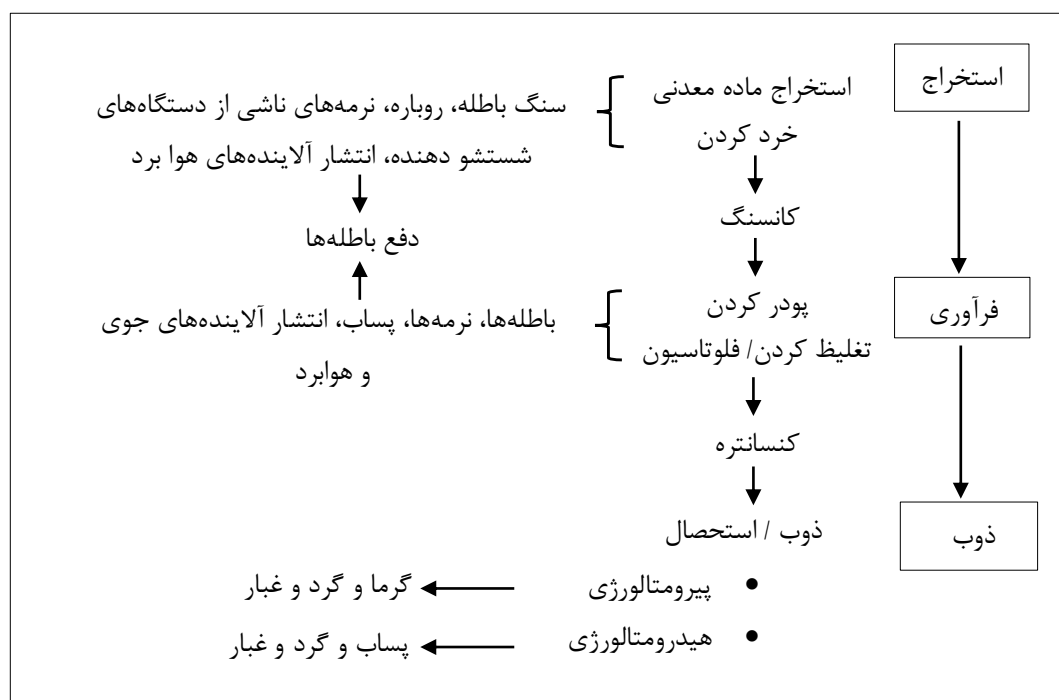 استخراج
استخراج ماده معدنی
خرد کردن
سنگ باطله، روباره، نرمه‌های ناشی از دستگاه‌های
شستشو دهنده، انتشار آلاینده‌های هوا برد
کانسنگ
دفع باطله‌ها
فرآوری
پودر کردن
تغلیظ کردن/ فلوتاسیون
باطله‌ها، نرمه‌ها، پساب، انتشار آلاینده‌های جوی
و هوابرد
کنسانتره
ذوب
ذوب / استحصال
• پیرومتالورژی
گرما و گرد و غبار
• هیدرومتالورژی
پساب و گرد و غبار